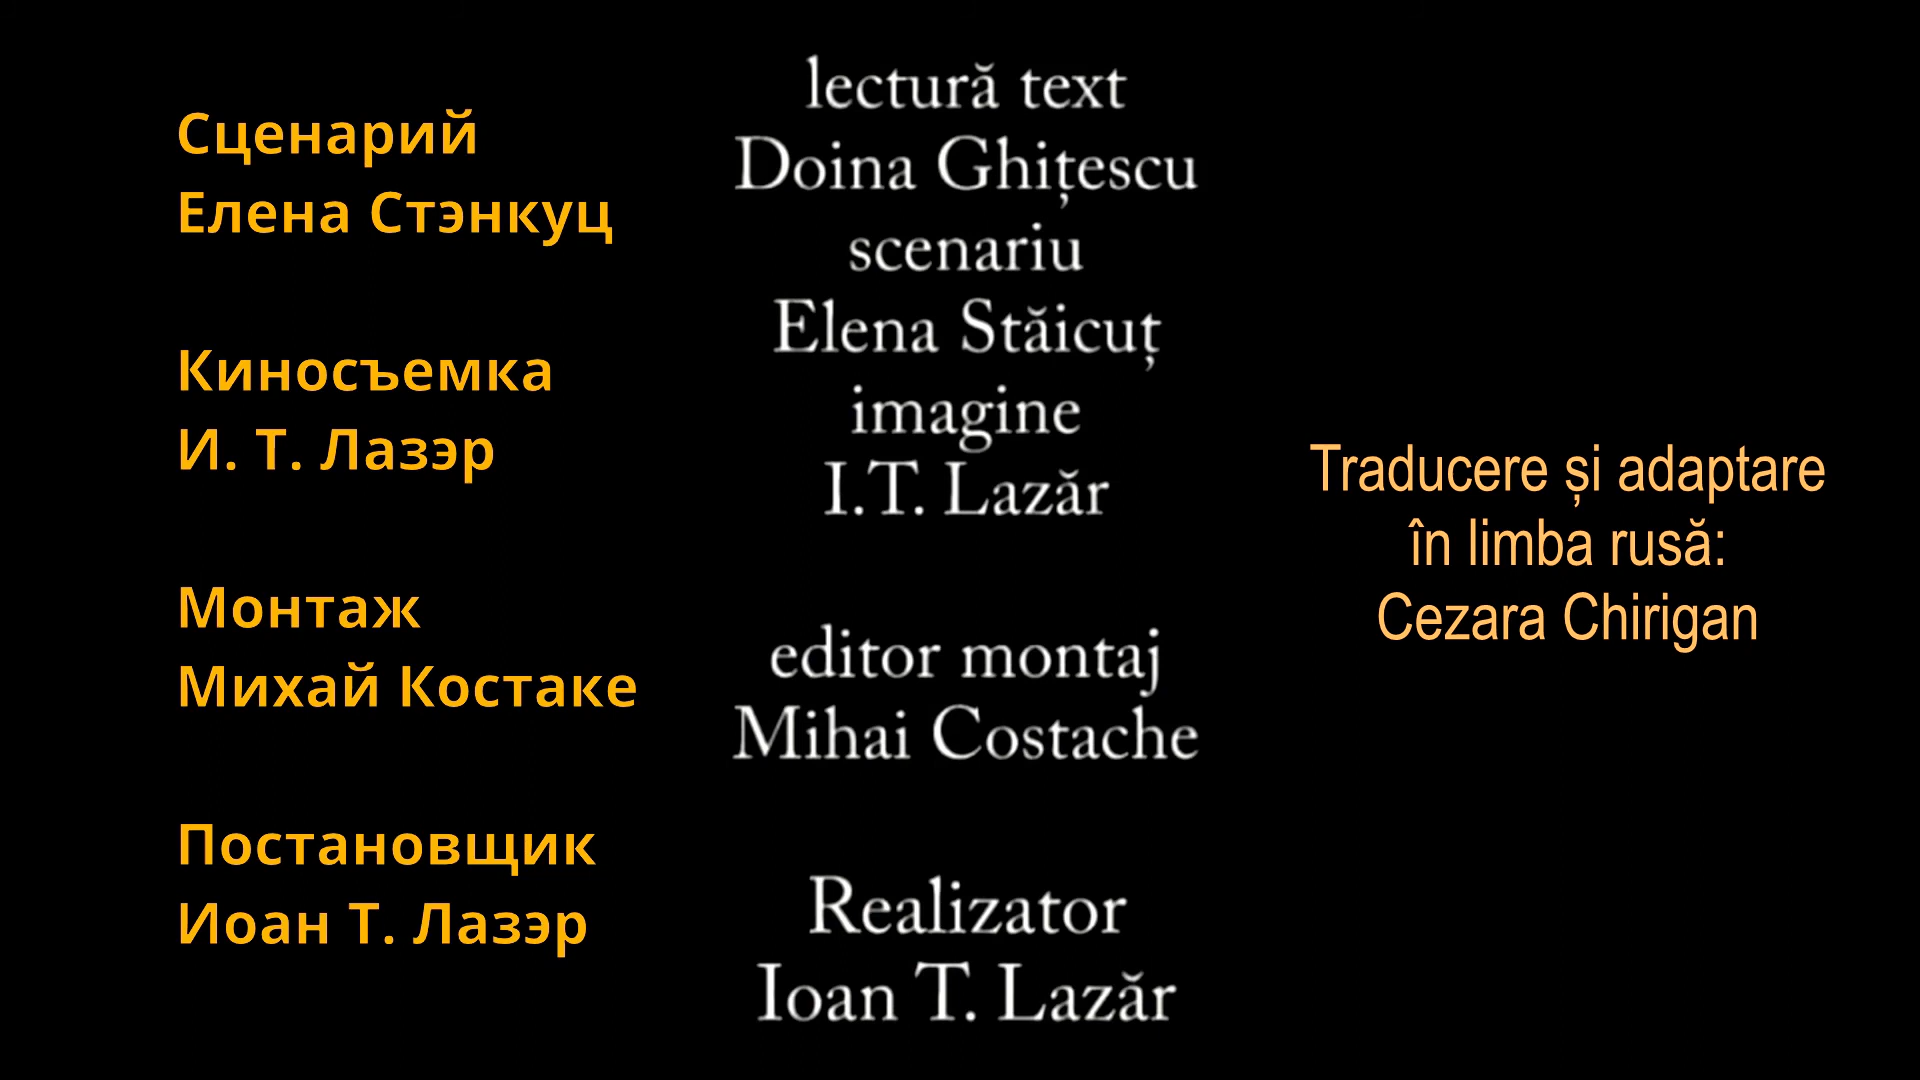 Сценарий
Елена Стэнкуц
Киносъемка
И. Т. Лазэр
Монтаж
Михай Костаке
Постановщик
Иоан Т. Лазэр
lectură text
Doina Ghițescu
scenariu
Elena Stăicuț
imagine
I.T. Lazăr
editor montaj
Mihai Costache
Realizator
Ioan T. Lazăr
Traducere și adaptare
în limba rusă:
Cezara Chirigan